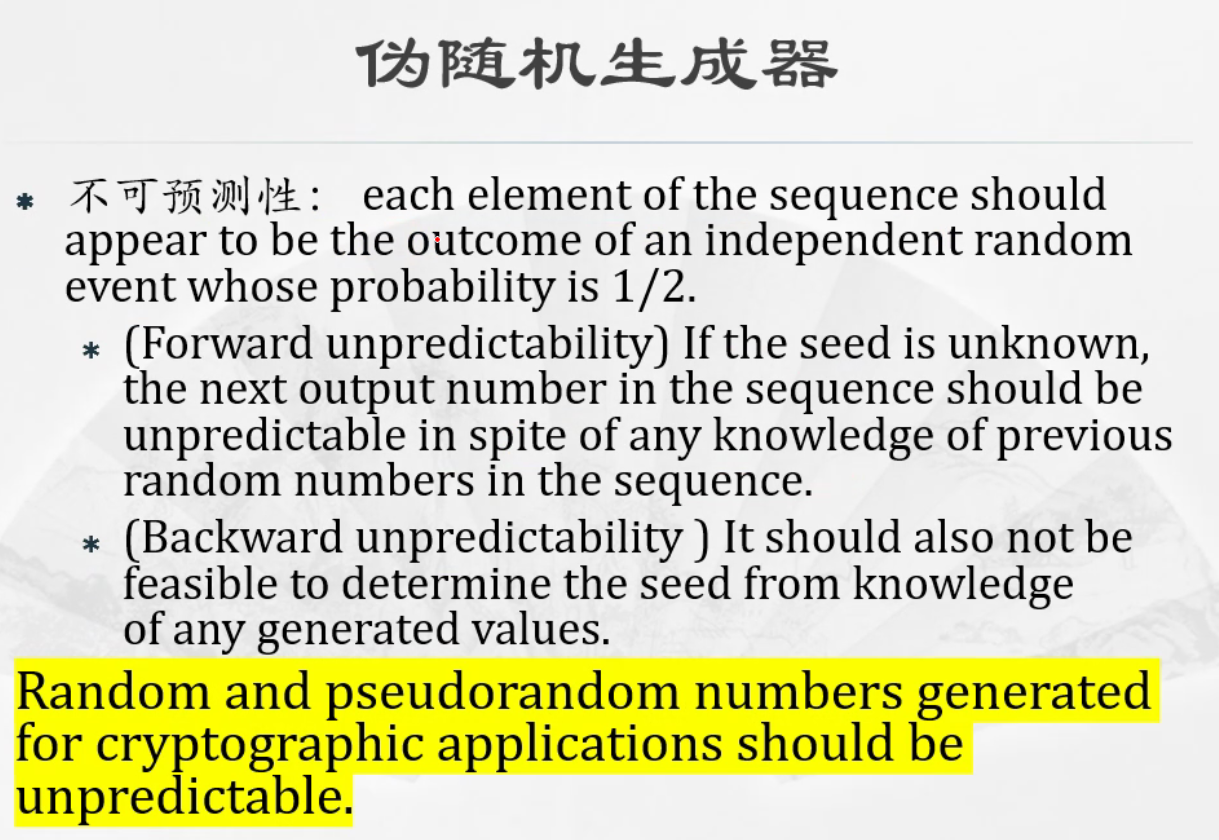 伪随机生成器
* 不可预测性： each element of the sequence should
appear to be the outcome of an independent random
event whose probability is 1/2.
* (Forward unpredictability) If the seed is unknown,
the next output number in the sequence should be
unpredictable in spite of any knowledge of previous
random numbers in the sequence.
* (Backward unpredictability ) It should also not be
feasible to determine the seed from knowledge
of any generated values.
Random and pseudorandom numbers generated
for cryptographic applications should be
unpredictable.